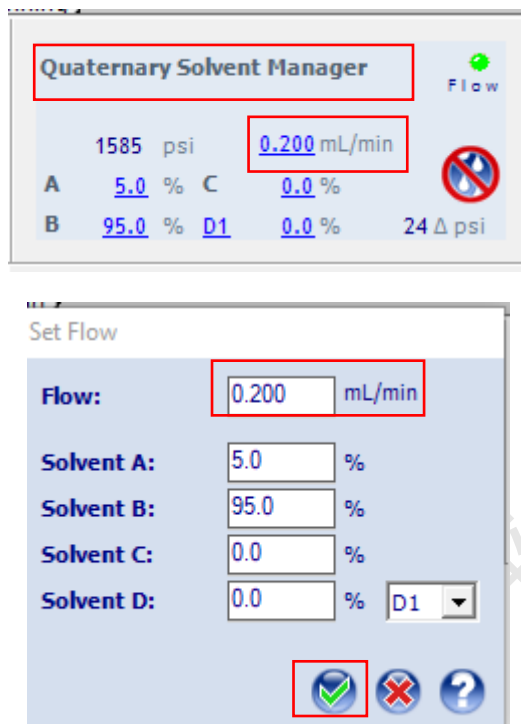 Quaternary Solvent Manager
Flow
1585 psi 0.200 mL/min
A 5.0 % C 0.0 %
B 95.0 % D1 0.0 % 24 Δ psi
Set Flow
Flow: 0.200 mL/min
Solvent A: 5.0 %
Solvent B: 95.0 %
Solvent C: 0.0 %
Solvent D: 0.0 % D1
?